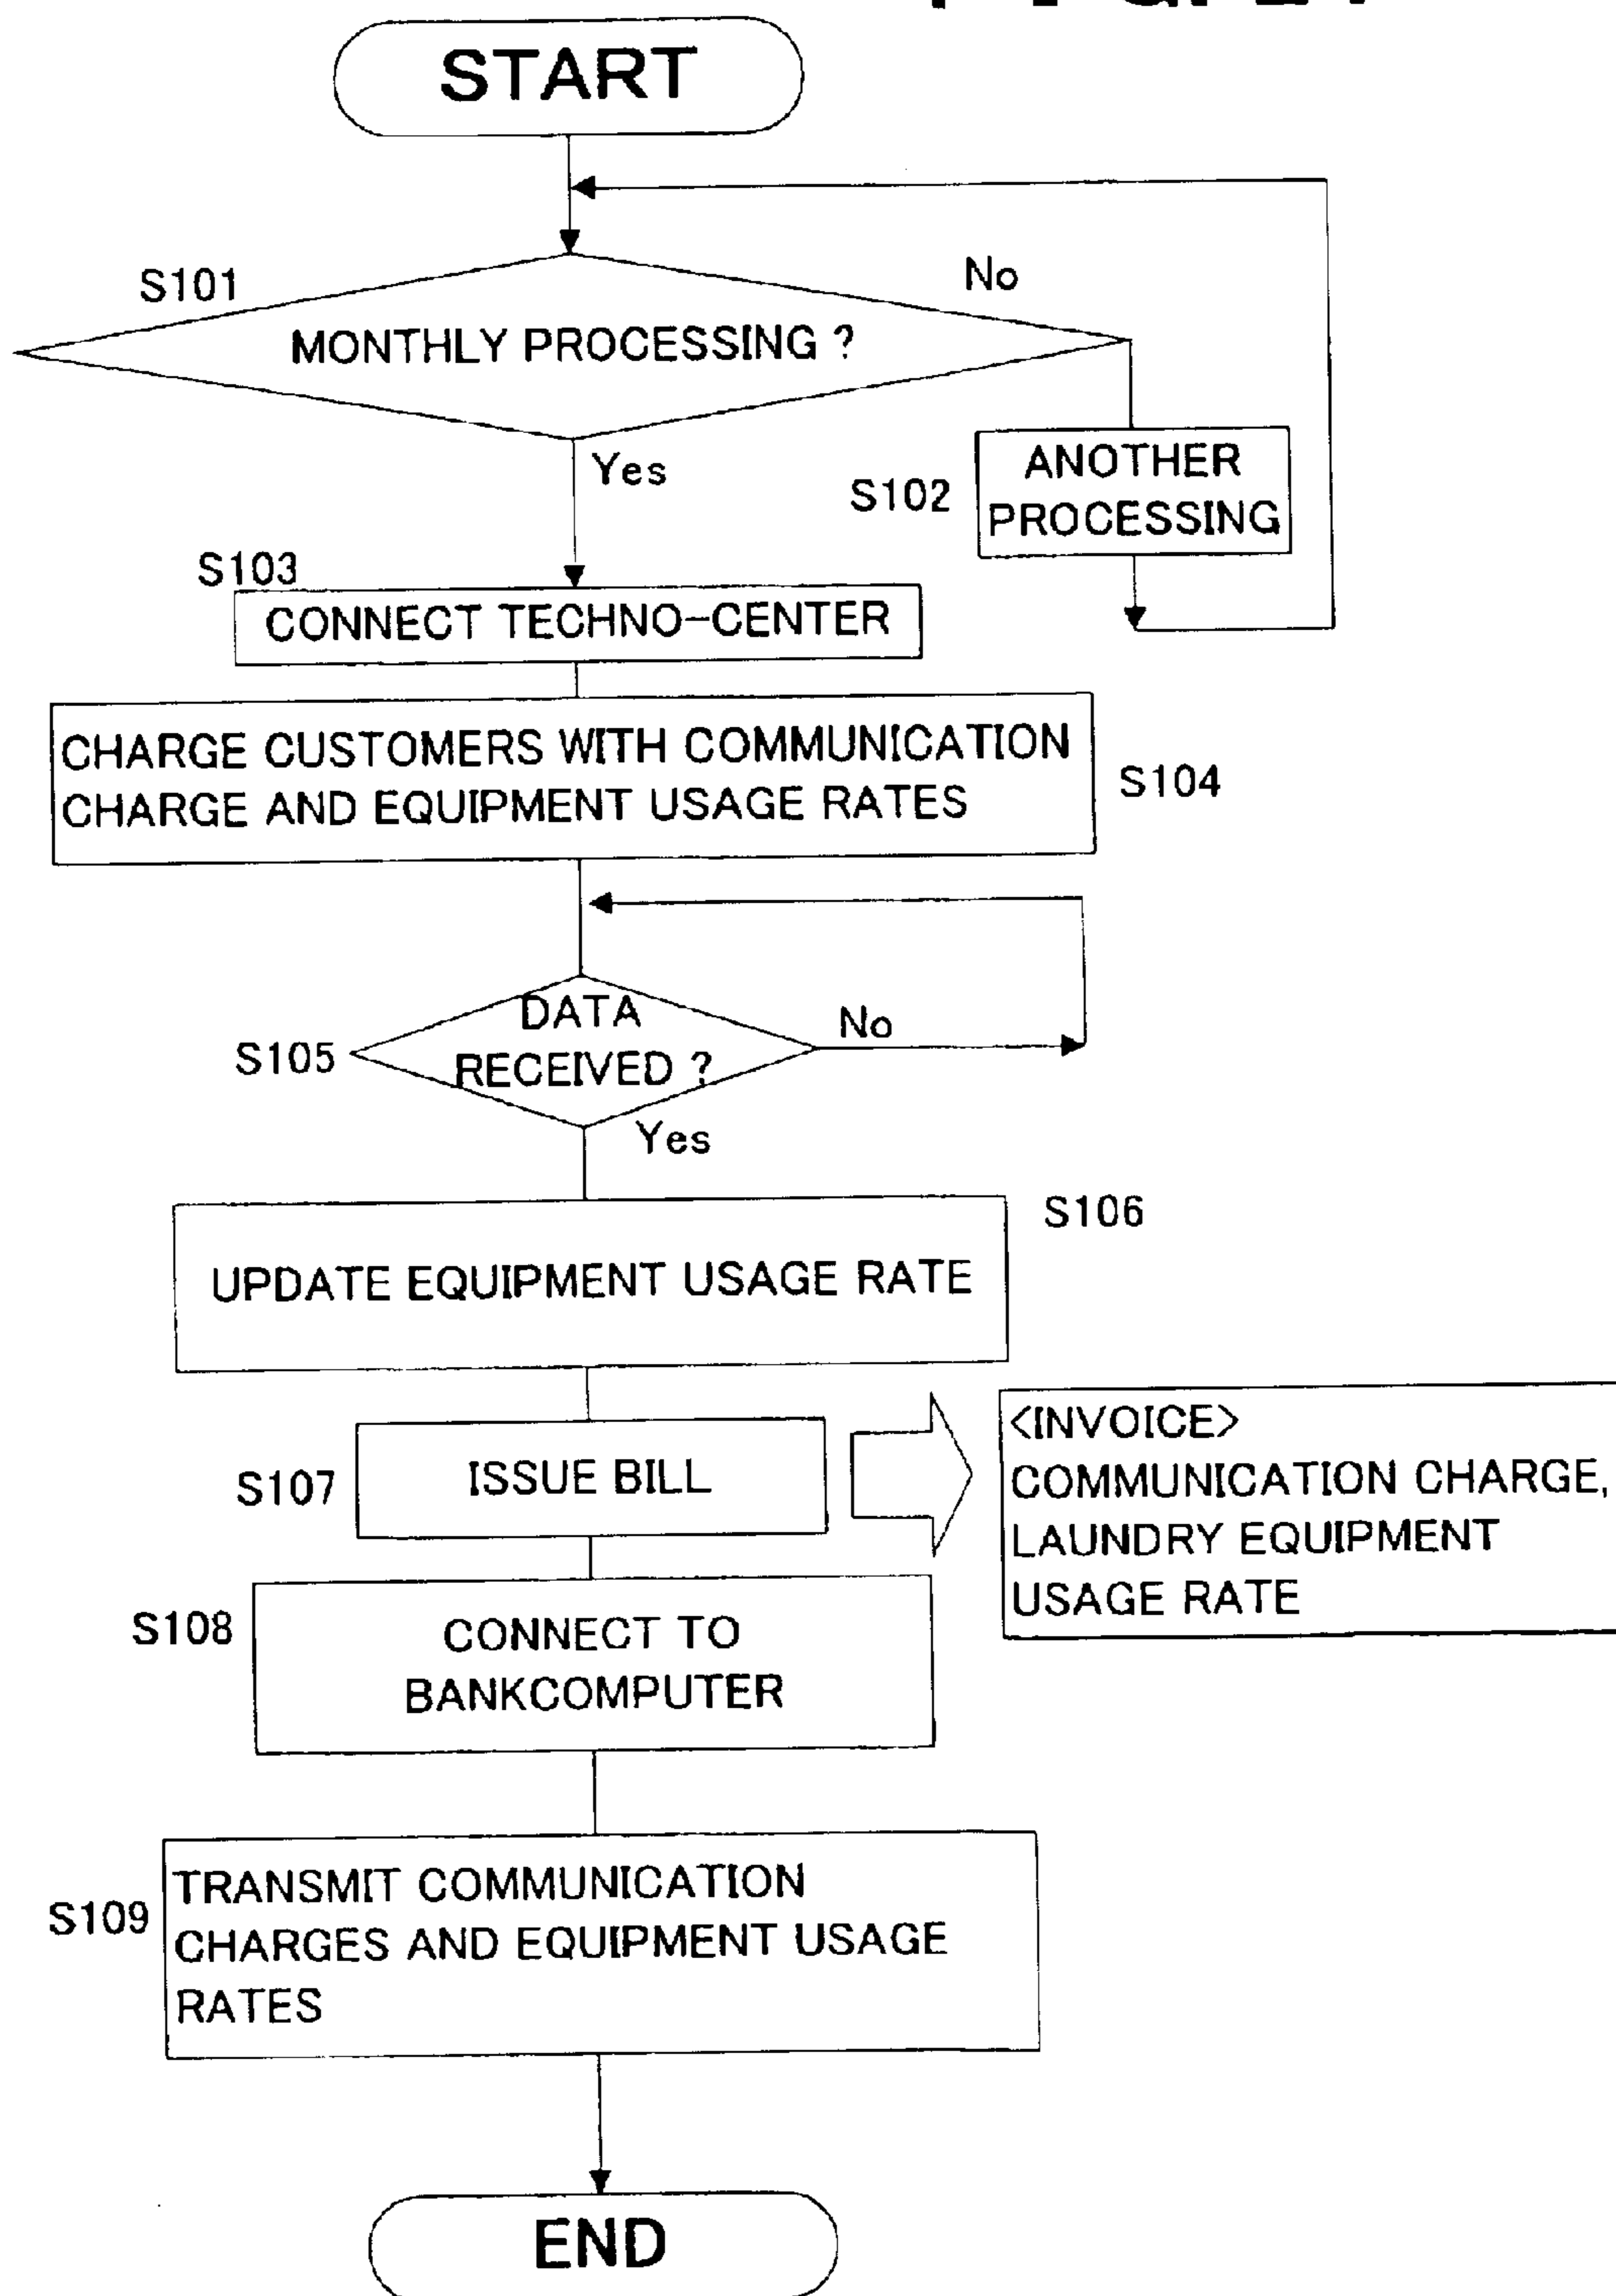 START
S101
No
MONTHLY PROCESSING ?
Yes
S102
ANOTHER
PROCESSING
S103
CONNECT TECHNO-CENTER
CHARGE CUSTOMERS WITH COMMUNICATION
CHARGE AND EQUIPMENT USAGE RATES
S104
DATA
RECEIVED ?
No
S105
Yes
S106
UPDATE EQUIPMENT USAGE RATE
S107
ISSUE BILL
<INVOICE>
COMMUNICATION CHARGE,
LAUNDRY EQUIPMENT
USAGE RATE
S108
CONNECT TO
BANKCOMPUTER
S109
TRANSMIT COMMUNICATION
CHARGES AND EQUIPMENT USAGE
RATES
END